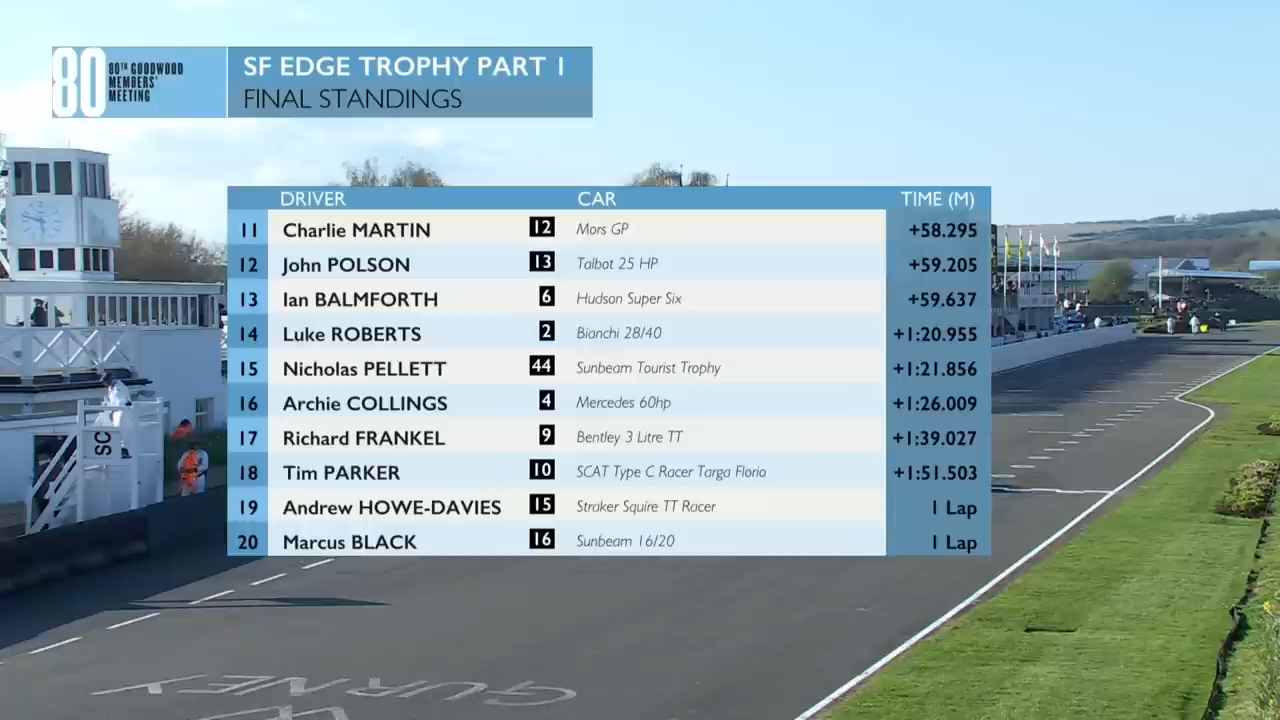 80
80TH GOODWOOD
MEMBERS'
MEETING
SF EDGE TROPHY PART 1
FINAL STANDINGS
DRIVER CAR TIME (M)
11 Charlie MARTIN 12 Mors GP +58.295
12 John POLSON 13 Talbot 25 HP +59.205
13 Ian BALMFORTH 6 Hudson Super Six +59.637
14 Luke ROBERTS 2 Bianchi 28/40 +1:20.955
15 Nicholas PELLETT 44 Sunbeam Tourist Trophy +1:21.856
16 Archie COLLINGS 4 Mercedes 60hp +1:26.009
17 Richard FRANKEL 9 Bentley 3 Litre TT +1:39.027
18 Tim PARKER 10 SCAT Type C Racer Targa Florio +1:51.503
19 Andrew HOWE-DAVIES 15 Straker Squire TT Racer 1 Lap
20 Marcus BLACK 16 Sunbeam 16/20 1 Lap
SC
GURNEY